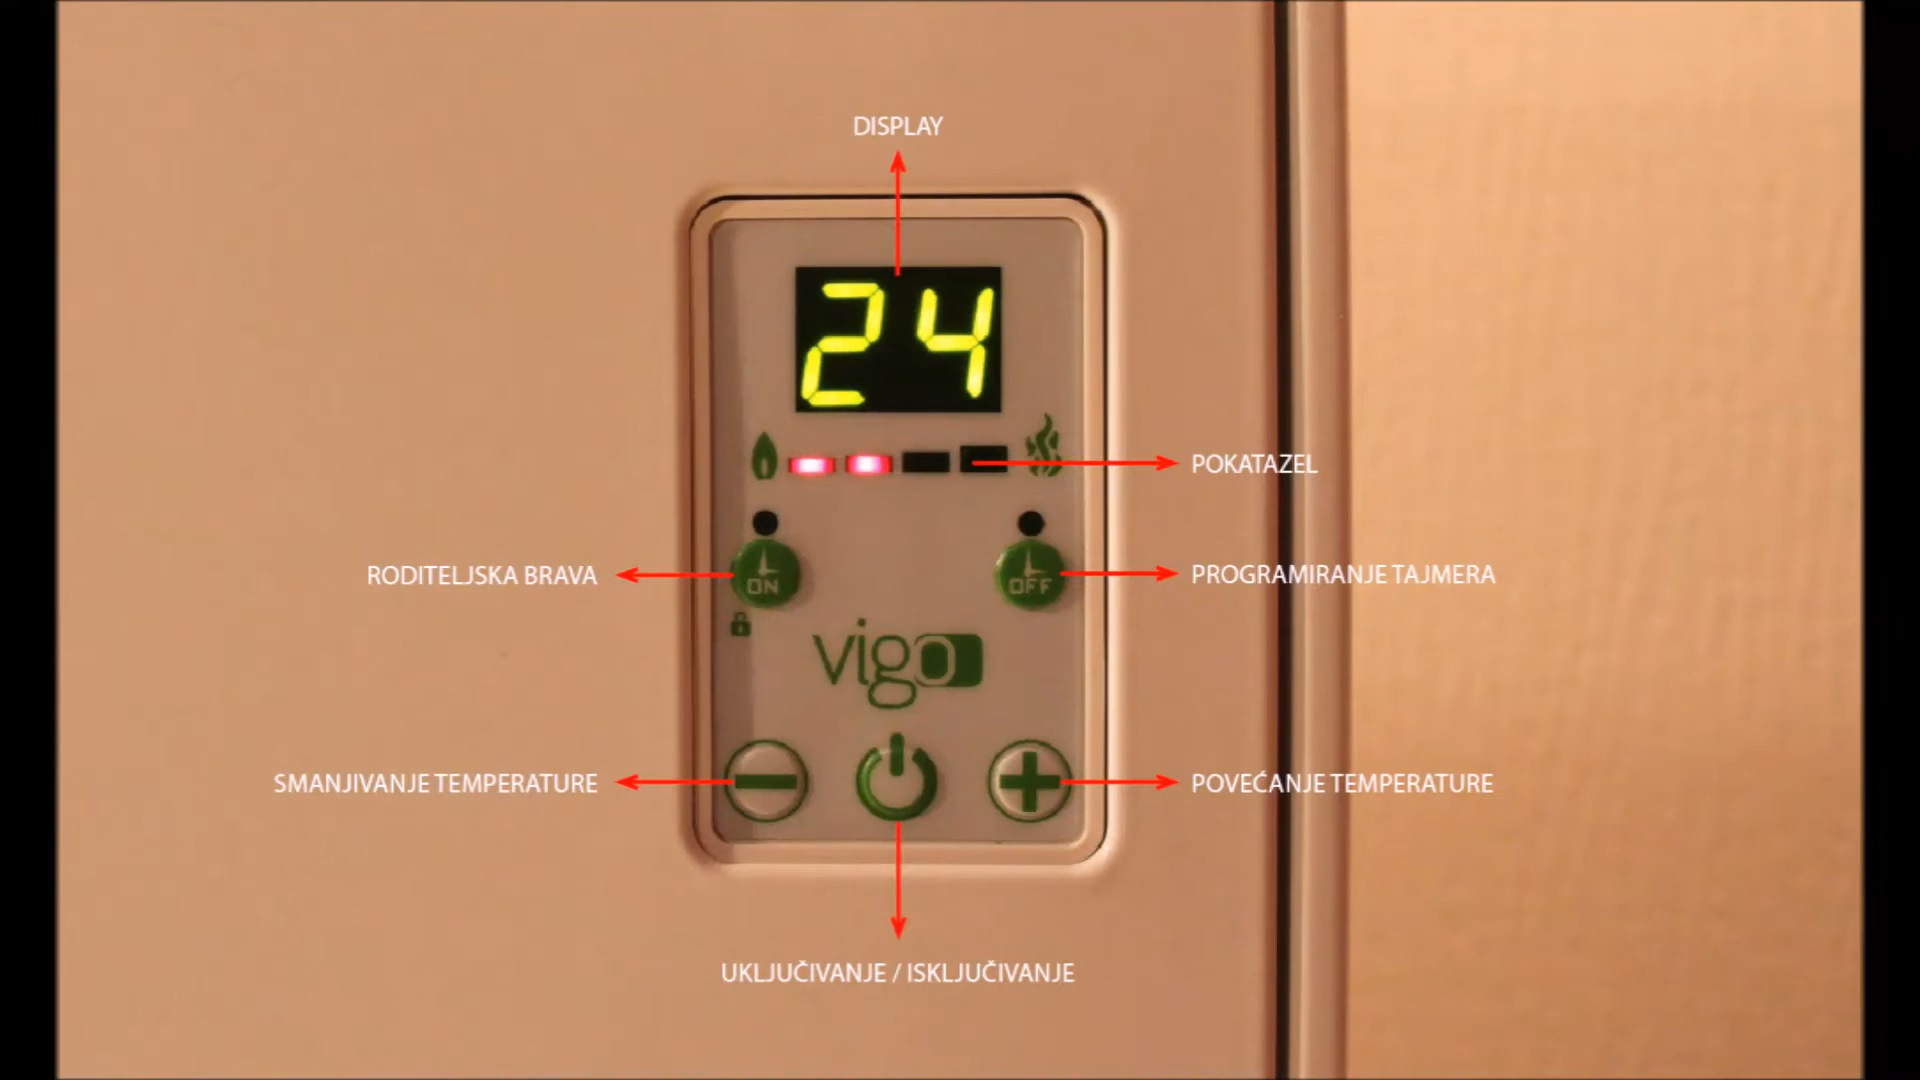 DISPLAY
24
POKATAZEL
RODITELJSKA BRAVA
ON
OFF
PROGRAMIRANJE TAJMERA
vigo
SMANJIVANJE TEMPERATURE
POVEĆANJE TEMPERATURE
UKLJUČIVANJE / ISKLJUČIVANJE